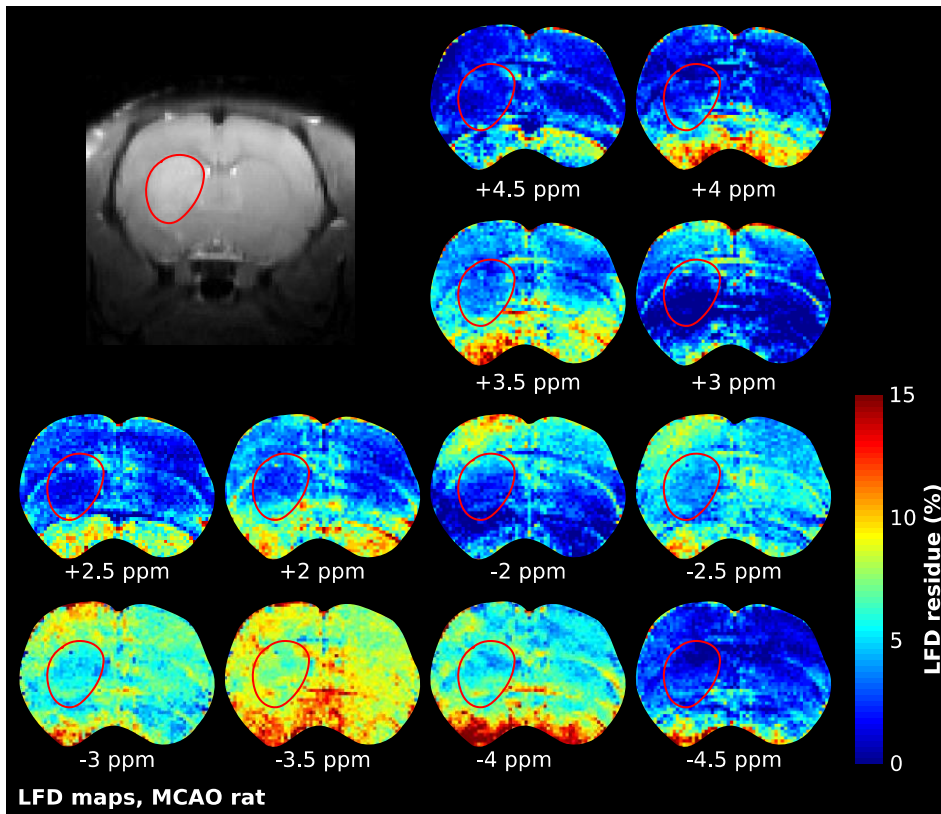 +4.5 ppm
+4 ppm
+3.5 ppm
+3 ppm
+2.5 ppm
+2 ppm
-2 ppm
-2.5 ppm
-3 ppm
-3.5 ppm
-4 ppm
-4.5 ppm
15
10
5
0
LFD residue (%)
LFD maps, MCAO rat